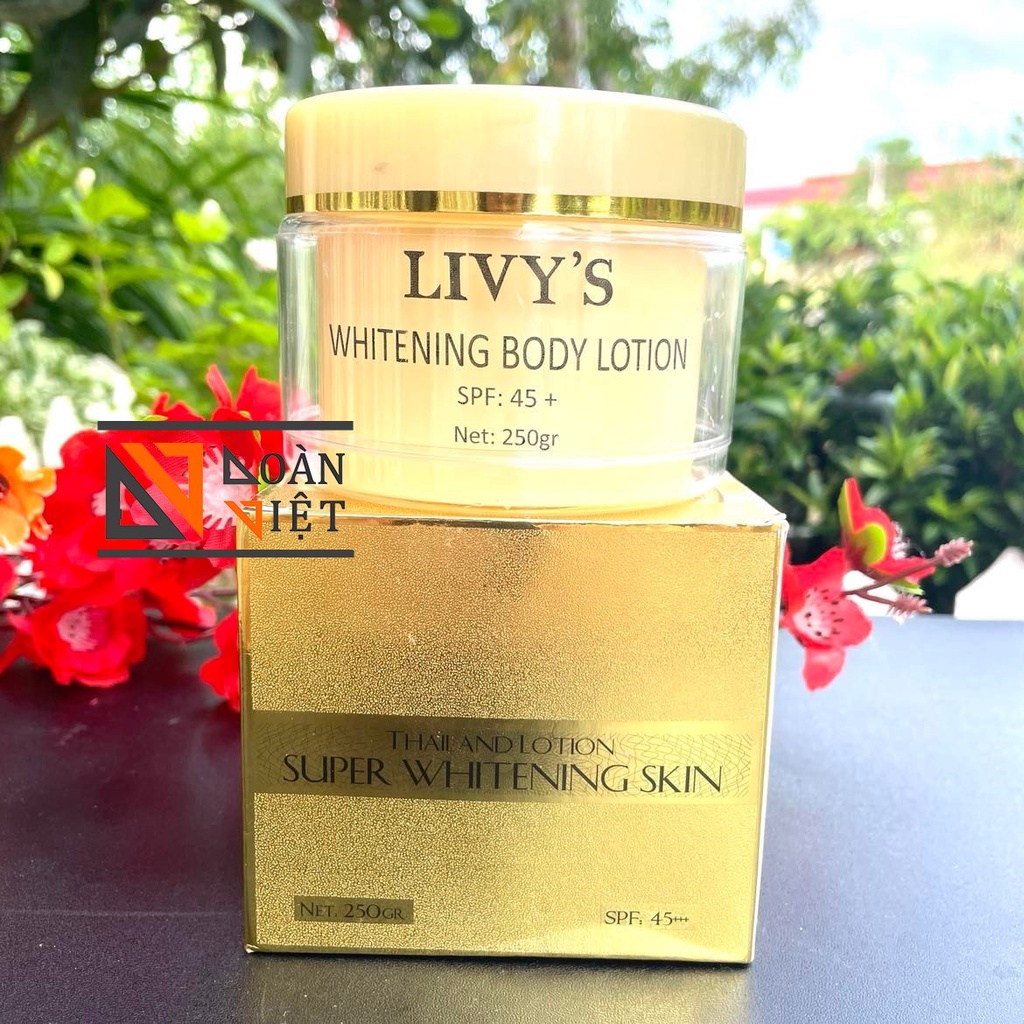 LIVY'S
WHITENING BODY LOTION
SPF: 45 +
Net: 250gr
ĐOÀN
VIỆT
THAILAND LOTION
SUPER WHITENING SKIN
NET. 250GR
SPF: 45+++